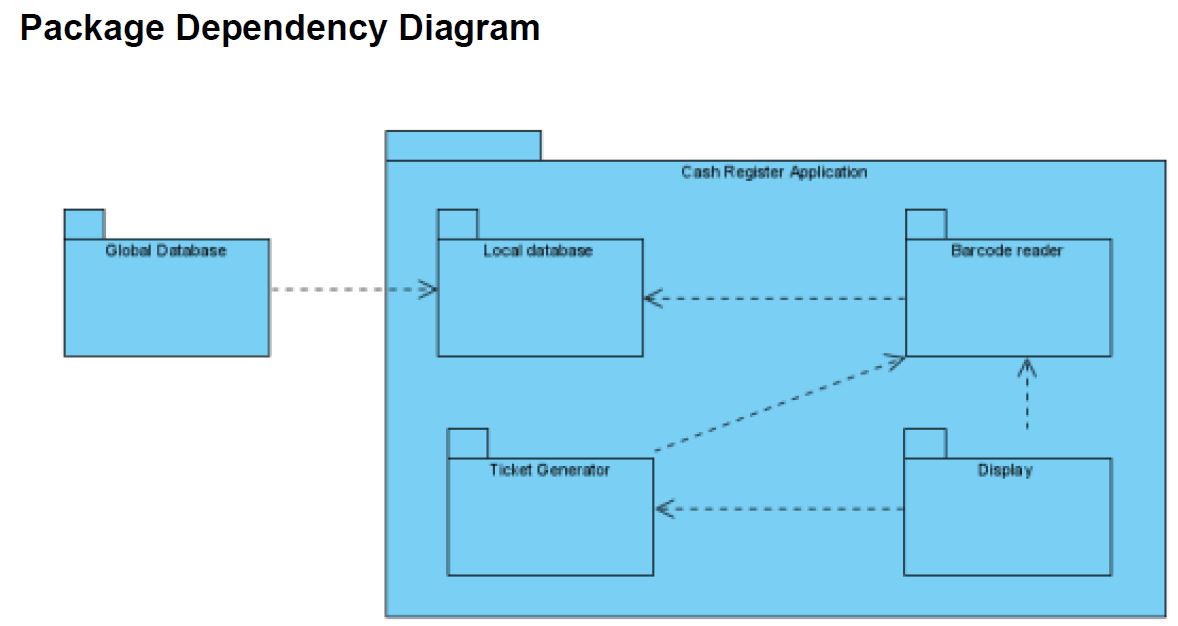 Package Dependency Diagram
Cash Register Application
Global Database
Local database
Barcode reader
Ticket Generator
Display